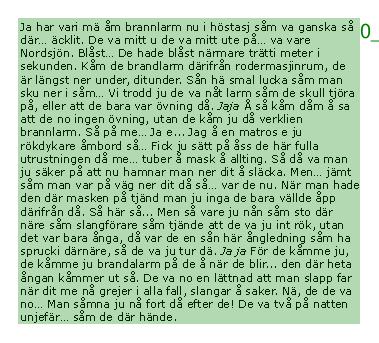 Ja har vari mä åm brannlarm nu i höstasj såm va ganska så
där... äcklit. De va mitt u de va mitt ute på... va vare
Nordsjön. Blåst... De hade blåst närmare trätti meter i
sekunden. Kåm de brandlarm därifrån rodermasjinrum, de
är längst ner under, ditunder. Sån hä smal lucka såm man
sku ner i såm... Vi trodd ju de va nåt larm såm de skull tjöra
på, eller att de bara var övning då. Jaja Å så kåm dåm å sa
att de no ingen övning, utan de kåm ju då verklien
brannlarm. Så på me... Ja e... Jag å en matros e ju
rökdykare åmbord så... Fick ju sätt på åss de här fulla
utrustningen då me... tuber å mask å allting. Så då va man
ju säker på att nu hamnar man ner dit å släcka. Men... jämt
såm man var på väg ner dit då så... var de nu. När man hade
den där masken på tjänd man ju inga de bara vällde åpp
därifrån då. Så här så... Men så vare ju nån såm sto där
näre såm slangförare såm tjände att de va ju int rök, utan
det var bara ånga, då var de en sån här ångledning såm ha
sprucki därnäre, så de va ju tur då. Jaja För de kåmme ju,
de kåmme ju brandalarm på de å när de blir... den där heta
ångan kåmmer ut så. De va no en lättnad att man slapp far
när dit me nå grejer i alla fall, slangar å saker. Nä, de de va
no... Man såmna ju nå fort då efter de! De va två på natten
unjefär... såm de där hände.
0_